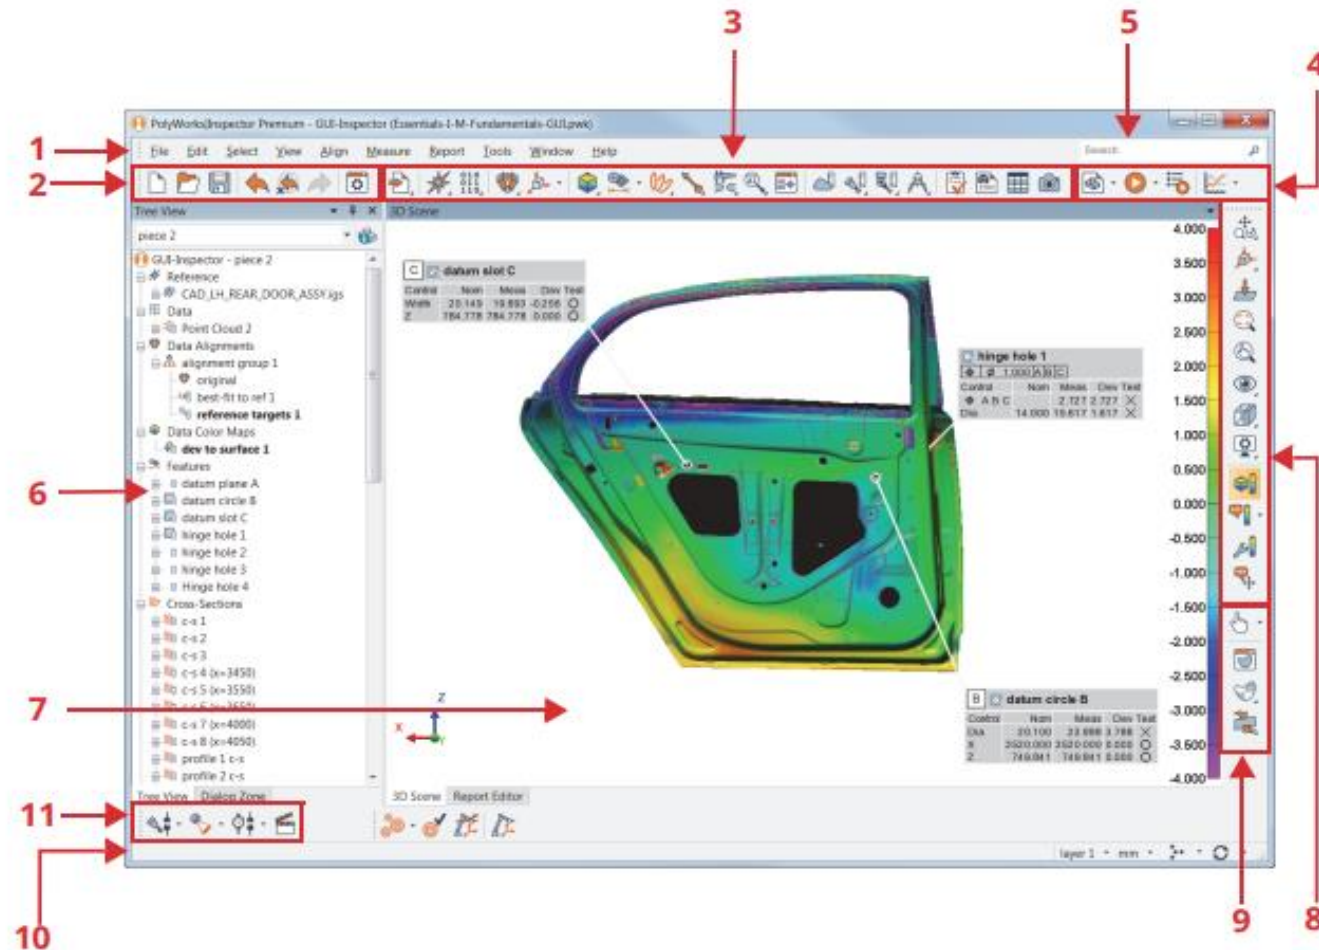 3
5
4
PolyWorks|Inspector Premium - GUI-Inspector (Essentials-I-M-Fundamentals-GUI.pwk)
1
File Edit Select View Align Measure Report Tools Window Help
Search
2
Tree View
3D Scene
piece 2
GUI-Inspector - piece 2
Reference
CAD_LH_REAR_DOOR_ASSY.igs
Data
Point Cloud 2
Data Alignments
alignment group 1
original
best-fit to ref 1
reference targets 1
Data Color Maps
dev to surface 1
Features
6
datum plane A
datum circle B
datum slot C
hinge hole 1
hinge hole 2
hinge hole 3
Hinge hole 4
Cross-Sections
c-s 1
c-s 2
c-s 3
c-s 4 (x=3450)
c-s 5 (x=3550)
c-s 6 (x=3650)
7
c-s 7 (x=4000)
c-s 8 (x=4050)
profile 1 c-s
profile 2 c-s
Tree View Dialog Zone
C datum slot C
Control Nom Meas Dev Test
Width 20.149 19.893 -0.256
Z 784.778 784.778 0.000
hinge hole 1
1.000 A B C
Control Nom Meas Dev Test
A B C 2.727 2.727
Dia 14.000 15.617 1.617
B datum circle B
Control Nom Meas Dev Test
Dia 20.100 23.888 3.788
X 3520.000 3520.000 0.000
Z 749.841 749.841 0.000
Z
X
Y
4.000
3.500
3.000
2.500
2.000
1.500
1.000
0.500
0.000
-0.500
-1.000
-1.500
-2.000
-2.500
-3.000
-3.500
-4.000
3D Scene Report Editor
11
layer 1 mm
10
9
8